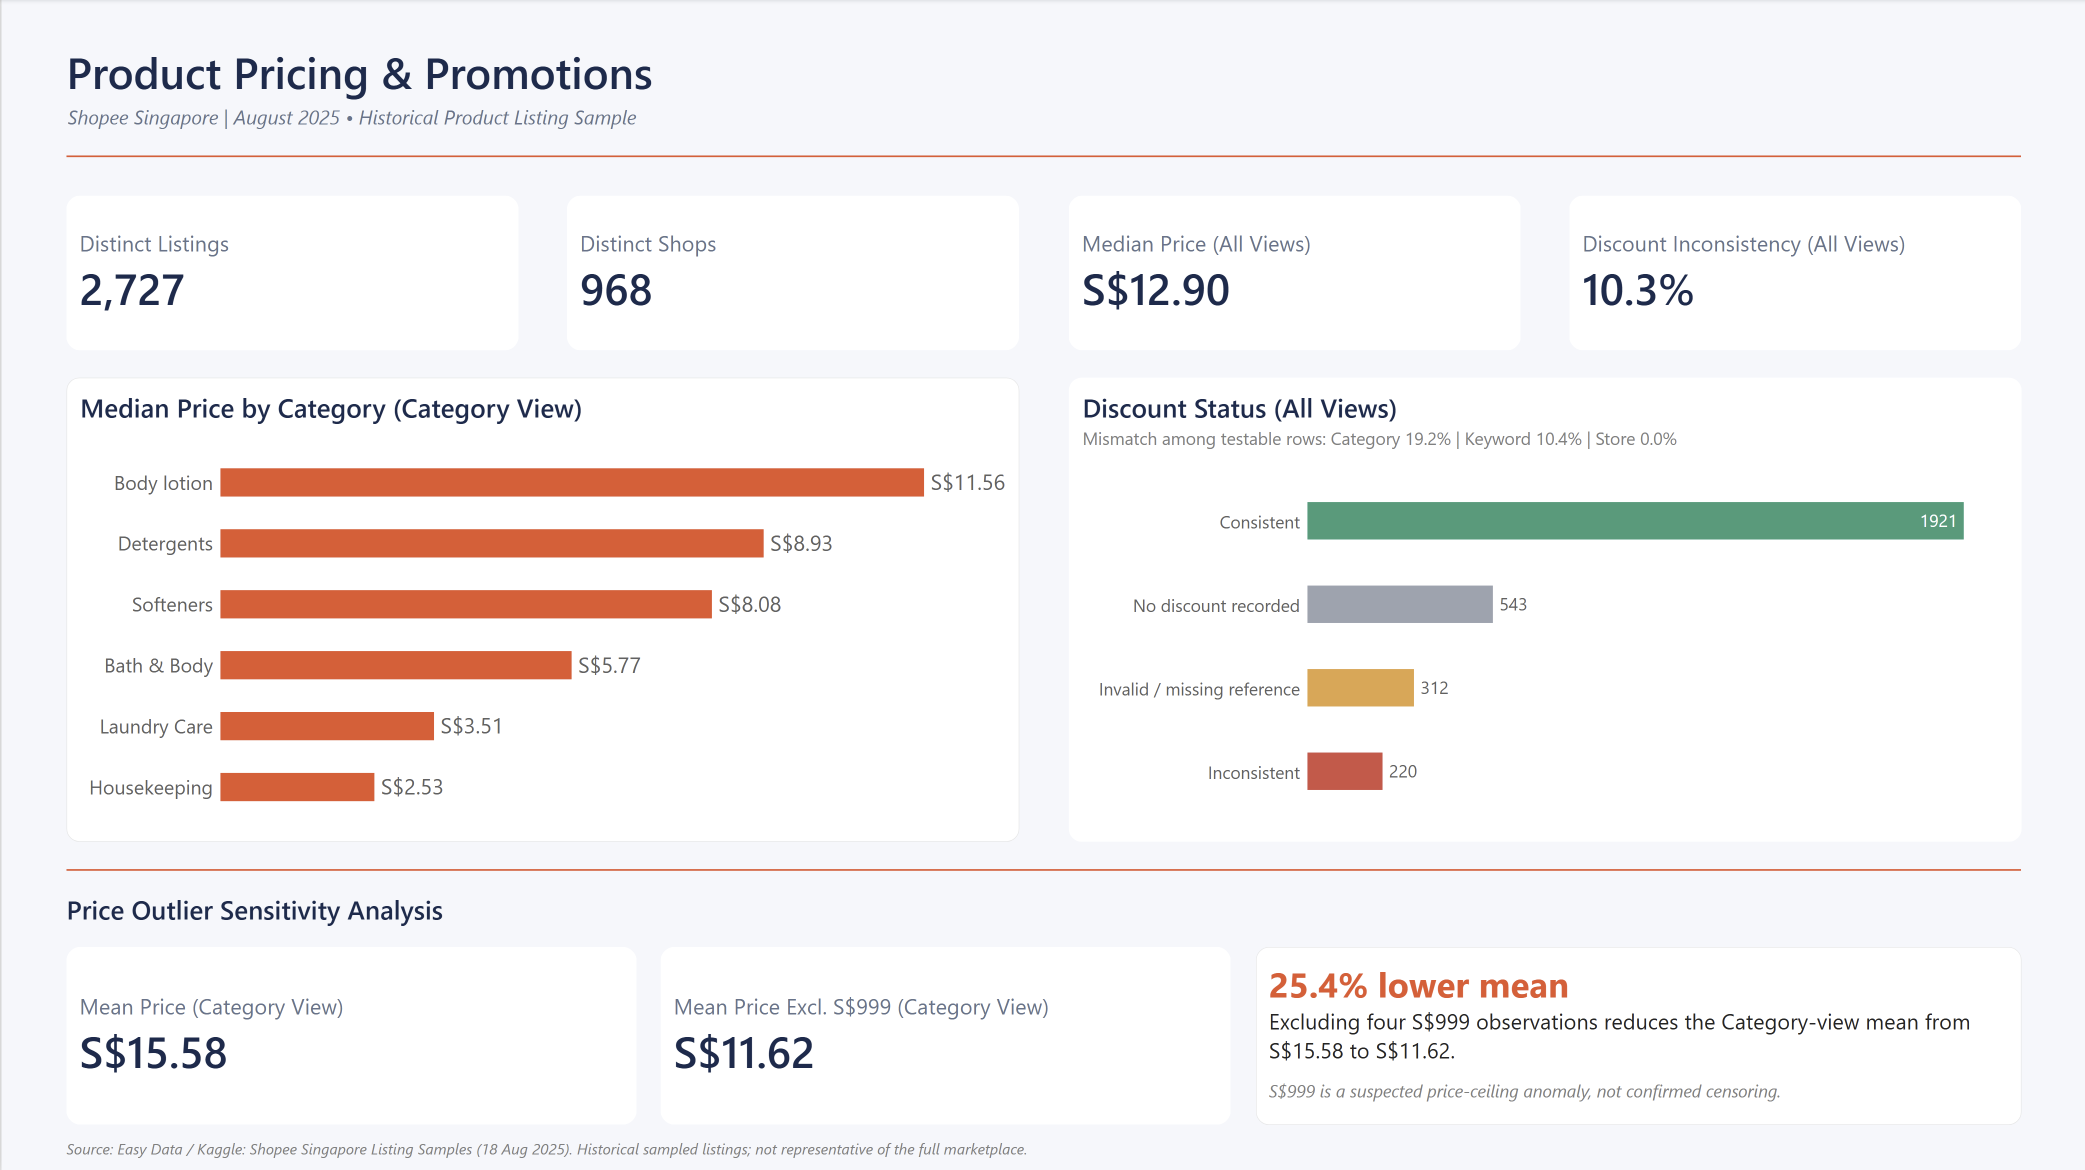 Product Pricing & Promotions
Shopee Singapore | August 2025 • Historical Product Listing Sample
Distinct Listings
2,727
Distinct Shops
968
Median Price (All Views)
S$12.90
Discount Inconsistency (All Views)
10.3%
Median Price by Category (Category View)
Body lotion S$11.56
Detergents S$8.93
Softeners S$8.08
Bath & Body S$5.77
Laundry Care S$3.51
Housekeeping S$2.53
Discount Status (All Views)
Mismatch among testable rows: Category 19.2% | Keyword 10.4% | Store 0.0%
Consistent 1921
No discount recorded 543
Invalid / missing reference 312
Inconsistent 220
Price Outlier Sensitivity Analysis
Mean Price (Category View)
S$15.58
Mean Price Excl. S$999 (Category View)
S$11.62
25.4% lower mean
Excluding four S$999 observations reduces the Category-view mean from
S$15.58 to S$11.62.
S$999 is a suspected price-ceiling anomaly, not confirmed censoring.
Source: Easy Data / Kaggle: Shopee Singapore Listing Samples (18 Aug 2025). Historical sampled listings; not representative of the full marketplace.